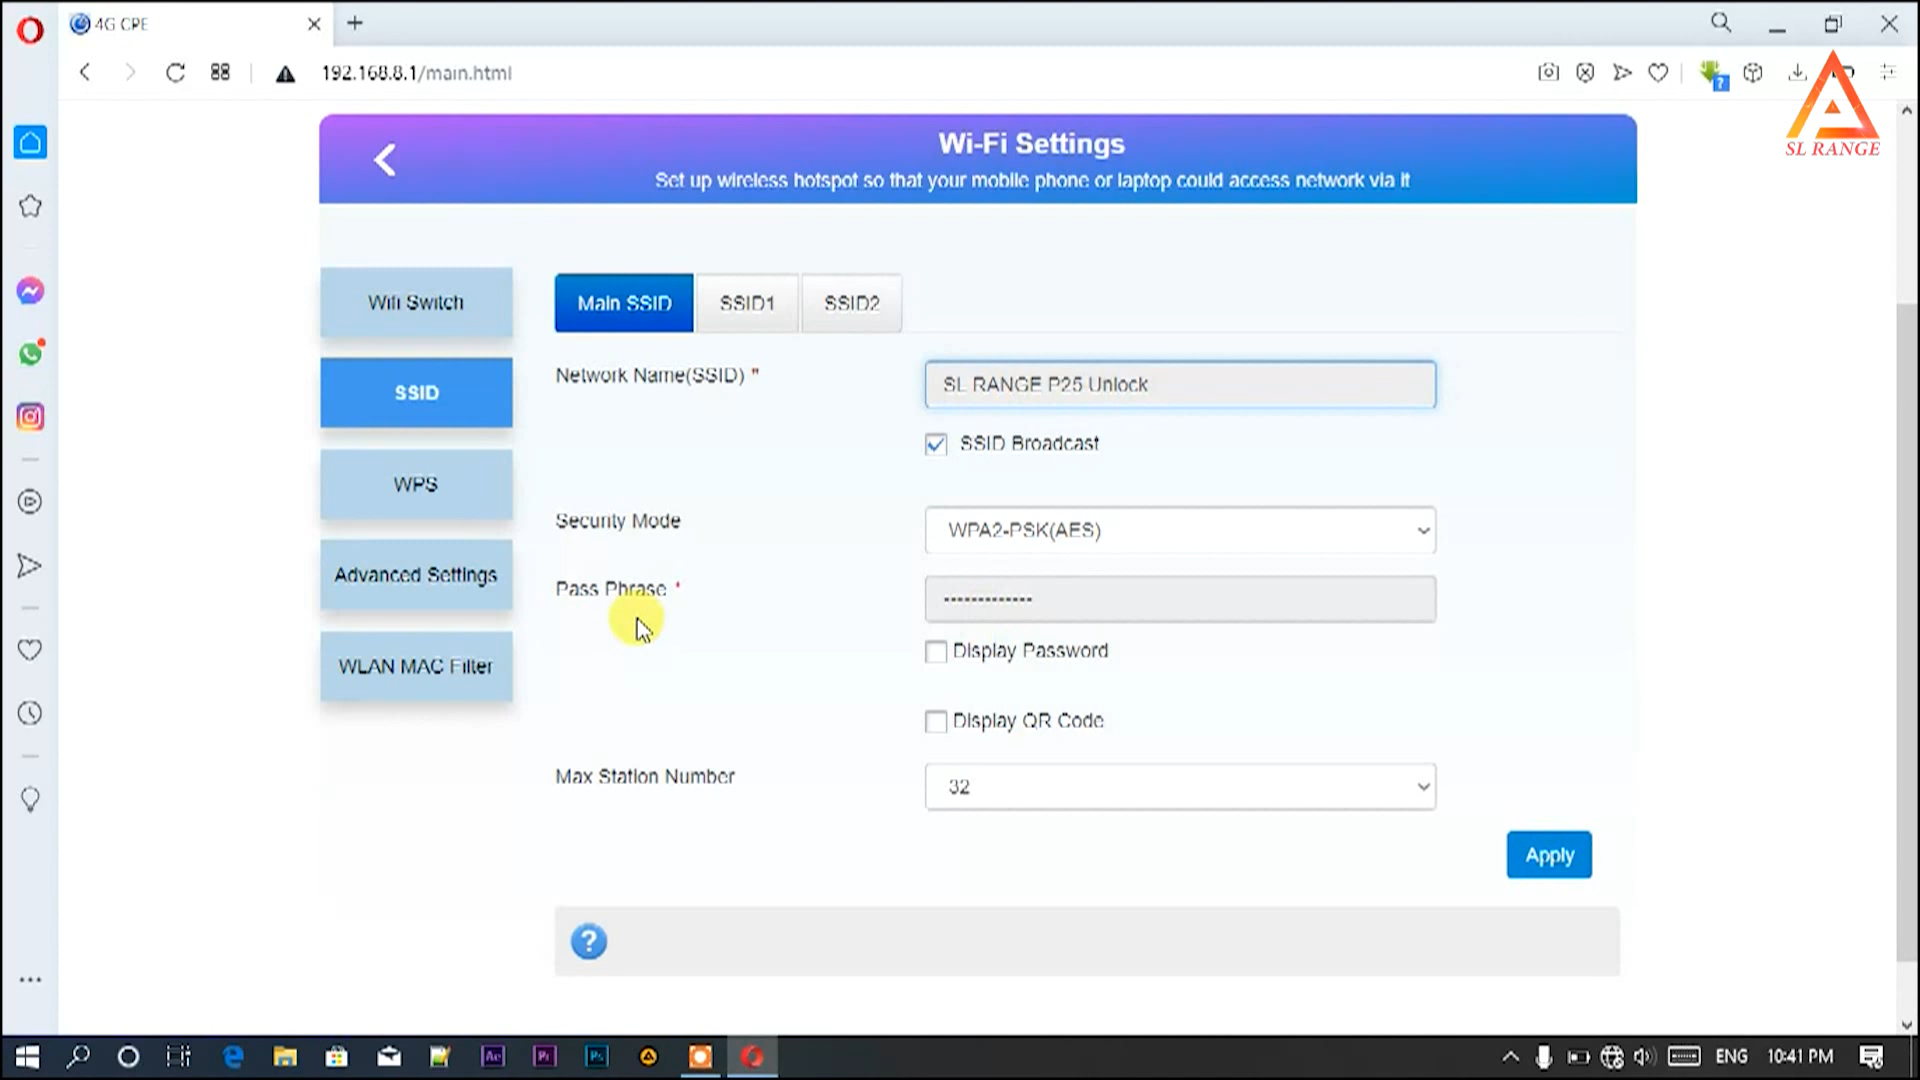 4G CPE
192.168.8.1/main.html
SL RANGE
Wi-Fi Settings
Set up wireless hotspot so that your mobile phone or laptop could access network via it
Wifi Switch
SSID
WPS
Advanced Settings
WLAN MAC Filter
Main SSID
SSID1
SSID2
Network Name(SSID) *
SL RANGE P25 Unlock
SSID Broadcast
Security Mode
WPA2-PSK(AES)
Pass Phrase *
-------------
Display Password
Display QR Code
Max Station Number
32
Apply
?
Ae
Pr
Ps
ENG
10:41 PM